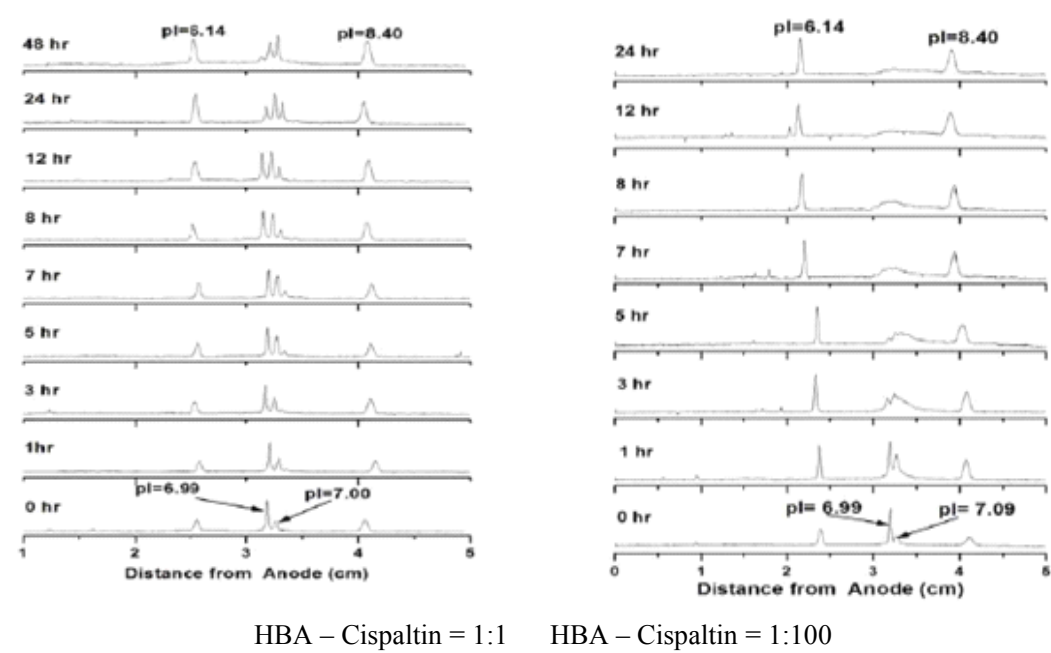 pI=6.14
pI=8.40
48 hr
24 hr
12 hr
8 hr
7 hr
5 hr
3 hr
1hr
pI=6.99
pI=7.00
0 hr
1 2 3 4 5
Distance from Anode (cm)
pI=6.14
pI=8.40
24 hr
12 hr
8 hr
7 hr
5 hr
3 hr
1 hr
pI= 6.99
pI= 7.09
0 hr
0 1 2 3 4 5
Distance from Anode (cm)
HBA – Cispaltin = 1:1 HBA – Cispaltin = 1:100